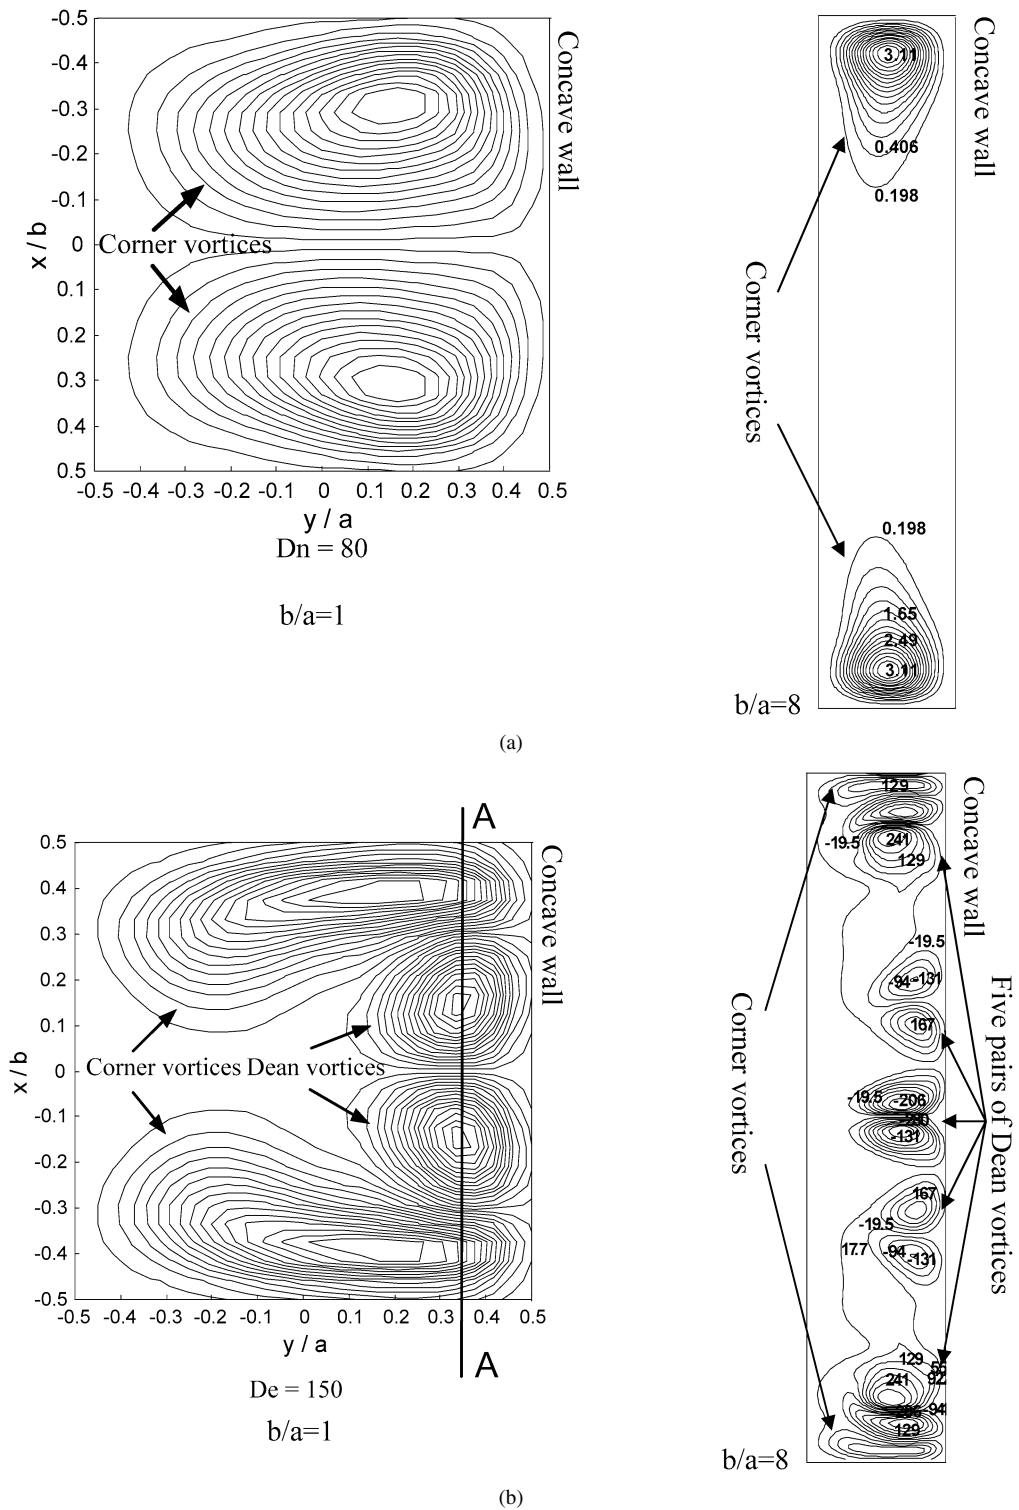 -0.5
-0.4
-0.3
-0.2
-0.1
0
0.1
0.2
0.3
0.4
0.5
x / b
-0.5 -0.4 -0.3 -0.2 -0.1 0 0.1 0.2 0.3 0.4 0.5
y / a
Corner vortices
Concave wall
Dn = 80
b/a=1
3.11
0.406
0.198
Concave wall
Corner vortices
0.198
1.65
2.49
3.11
b/a=8
(a)
A
0.5
0.4
0.3
0.2
0.1
0
-0.1
-0.2
-0.3
-0.4
-0.5
x / b
Corner vortices Dean vortices
Concave wall
-0.5 -0.4 -0.3 -0.2 -0.1 0 0.1 0.2 0.3 0.4 0.5
y / a
A
De = 150
b/a=1
129
-19.5
241
129
Concave wall
-19.5
-94
-131
167
-19.5
-206
-131
167
-19.5
17.7
-94
-131
129
241
-94
129
Corner vortices
Five pairs of Dean vortices
b/a=8
(b)